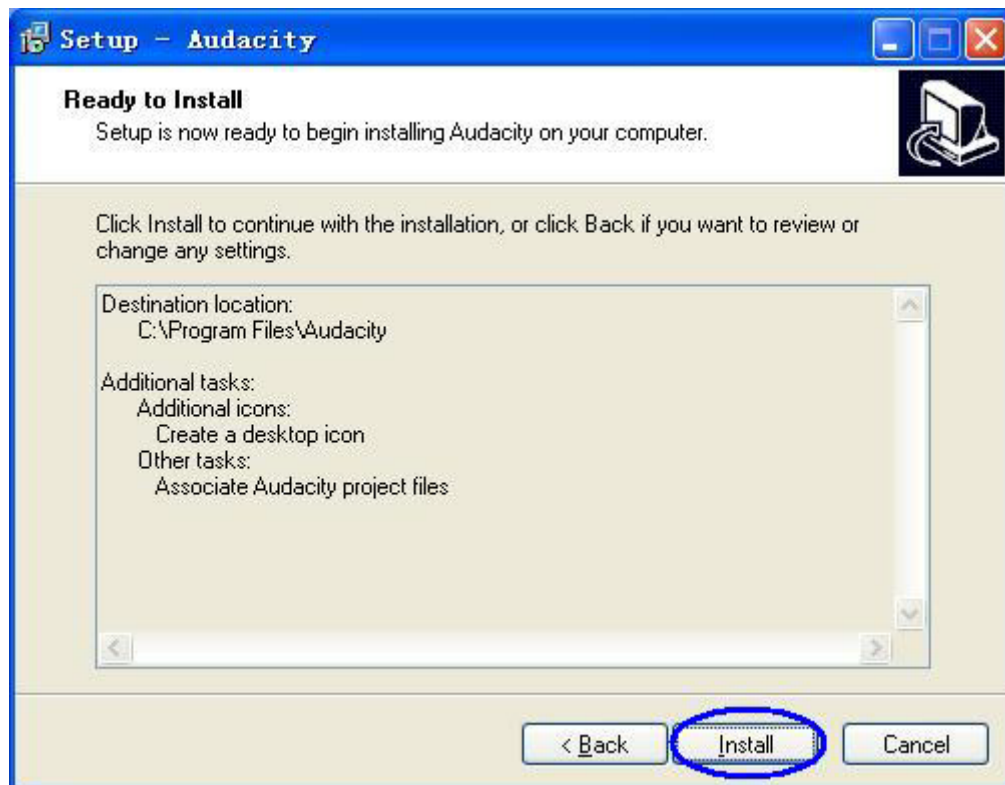 Setup - Audacity
Ready to Install
Setup is now ready to begin installing Audacity on your computer.
Click Install to continue with the installation, or click Back if you want to review or
change any settings.
Destination location:
C:\Program Files\Audacity
Additional tasks:
Additional icons:
Create a desktop icon
Other tasks:
Associate Audacity project files
< Back
Install
Cancel